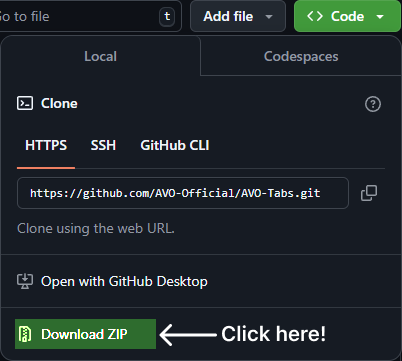 Go to file t Add file Code
Local Codespaces
Clone
HTTPS SSH GitHub CLI
https://github.com/AVO-Official/AVO-Tabs.git
Clone using the web URL.
Open with GitHub Desktop
Download ZIP Click here!